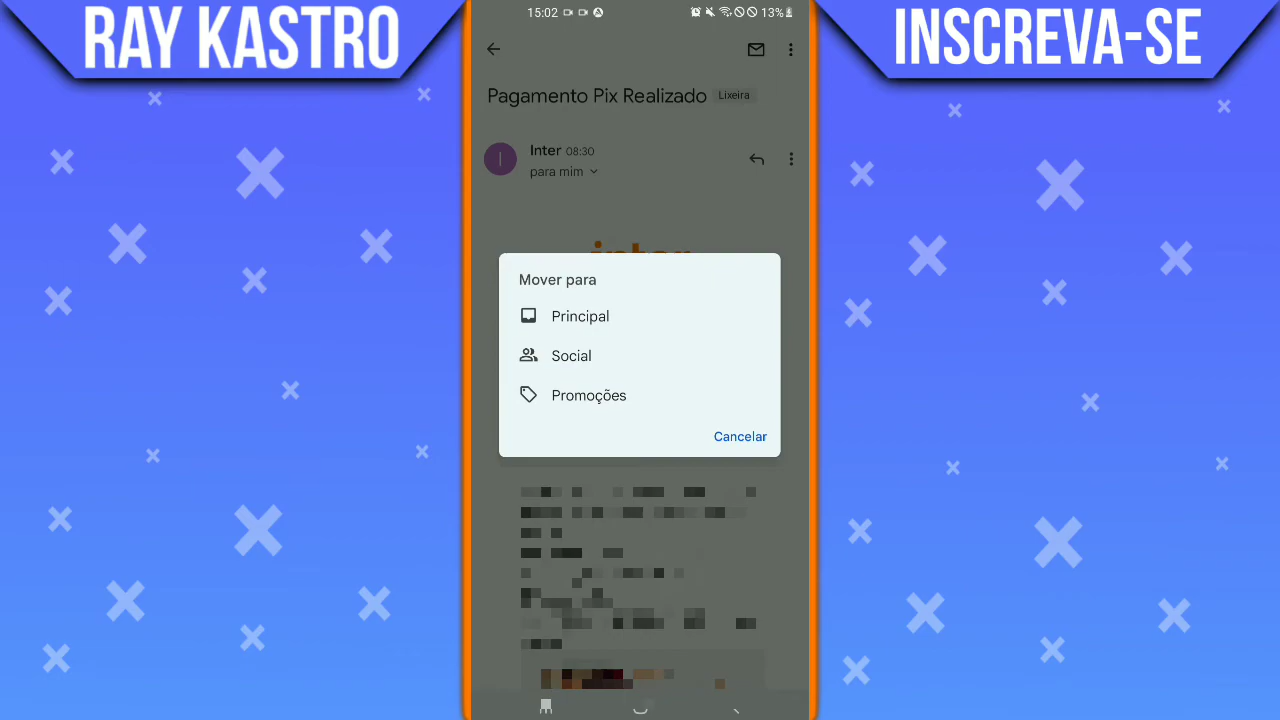 RAY KASTRO
INSCREVA-SE
15:02
13%
Pagamento Pix Realizado Lixeira
I
Inter 08:30
para mim
inter
Mover para
Principal
Social
Promoções
Cancelar